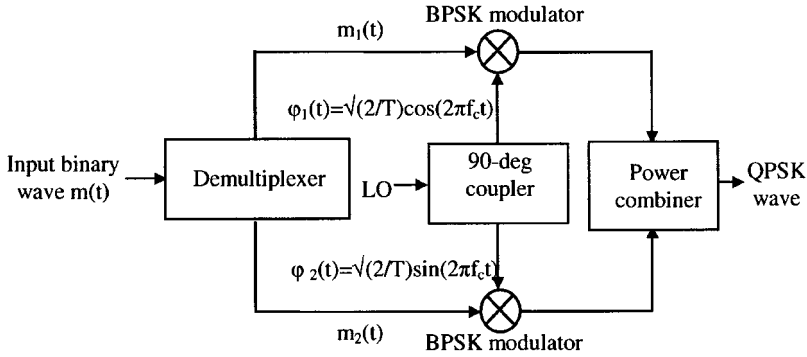 BPSK modulator
m₁(t)
φ₁(t)=√(2/T)cos(2πf꜀t)
Input binary
wave m(t)
Demultiplexer
LO
90-deg
coupler
Power
combiner
QPSK
wave
φ ₂(t)=√(2/T)sin(2πf꜀t)
m₂(t)
BPSK modulator